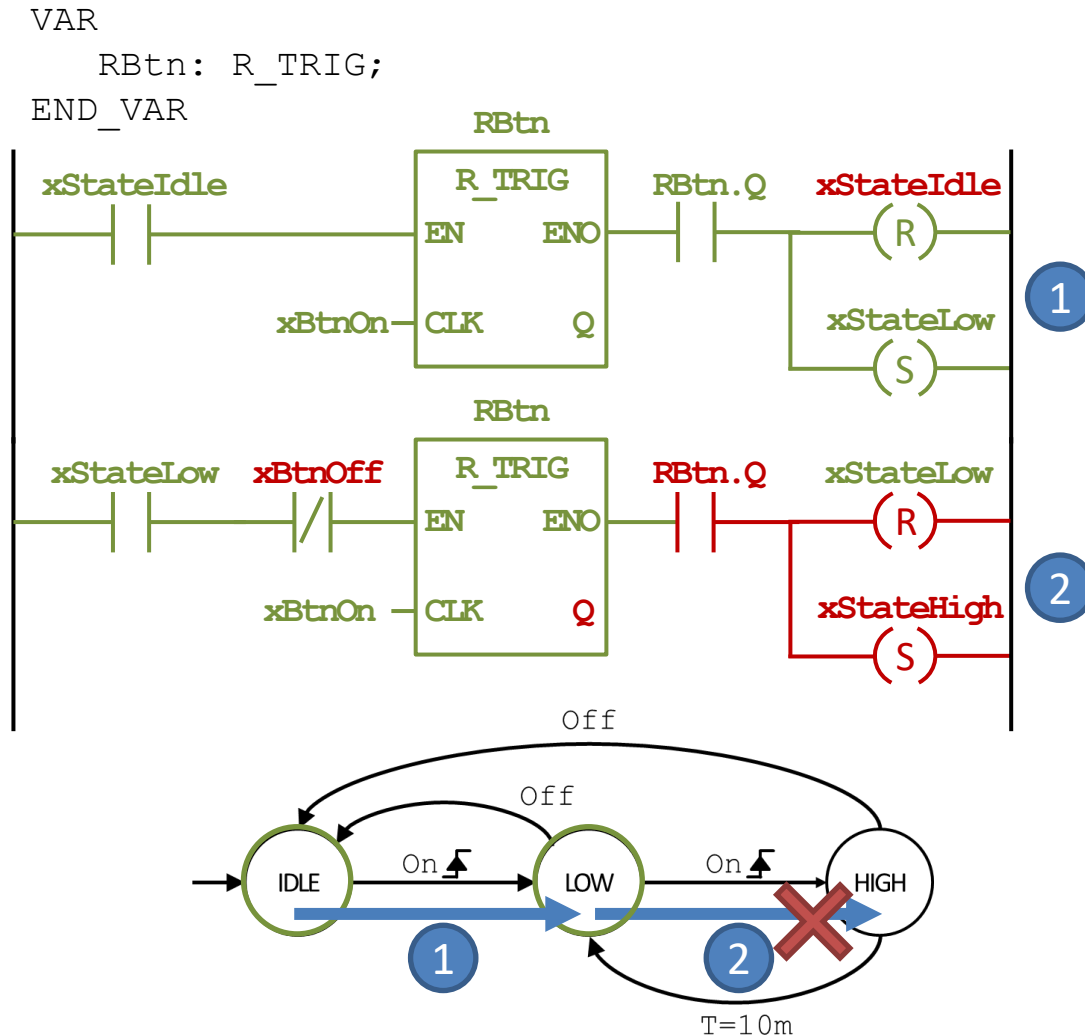 VAR
RBtn: R_TRIG;
END_VAR
RBtn
xStateIdle
R_TRIG
RBtn.Q
xStateIdle
EN
ENO
R
1
xBtnOn
CLK
Q
xStateLow
S
RBtn
xStateLow
xBtnOff
R_TRIG
RBtn.Q
xStateLow
EN
ENO
R
2
xBtnOn
CLK
Q
xStateHigh
S
Off
Off
On
On
IDLE
LOW
HIGH
1
2
T=10m